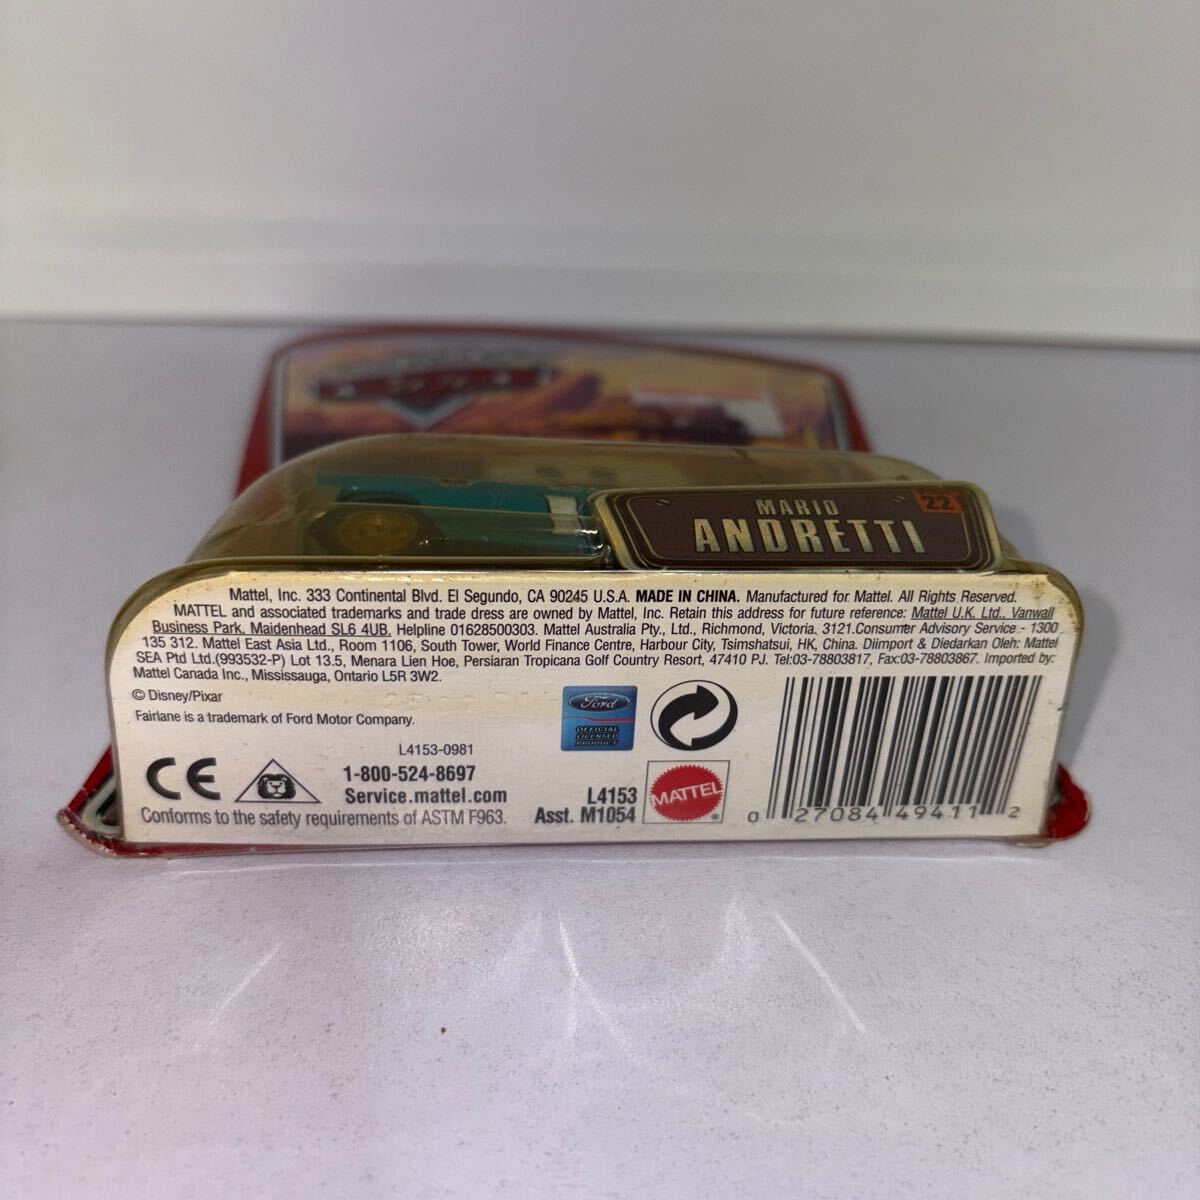 MARIO
ANDRETTI
22
Mattel, Inc. 333 Continental Blvd. El Segundo, CA 90245 U.S.A. MADE IN CHINA. Manufactured for Mattel. All Rights Reserved.
MATTEL and associated trademarks and trade dress are owned by Mattel, Inc. Retain this address for future reference: Mattel U.K. Ltd., Vanwall
Business Park, Maidenhead SL6 4UB. Helpline 01628500303. Mattel Australia Pty., Ltd., Richmond, Victoria. 3121.Consumer Advisory Service - 1300
135 312. Mattel East Asia Ltd., Room 1106, South Tower, World Finance Centre, Harbour City, Tsimshatsui, HK, China. Diimport & Diedarkan Oleh: Mattel
SEA Ptd Ltd.(993532-P) Lot 13.5, Menara Lien Hoe, Persiaran Tropicana Golf Country Resort, 47410 PJ. Tel:03-78803817, Fax:03-78803867. Imported by:
Mattel Canada Inc., Mississauga, Ontario L5R 3W2.
© Disney/Pixar
Fairlane is a trademark of Ford Motor Company.
Ford
OFFICIAL
LICENSED
PRODUCT
L4153-0981
CE
1-800-524-8697
Service.mattel.com
Conforms to the safety requirements of ASTM F963.
L4153
Asst. M1054
MATTEL
®
0 27084 49411 2